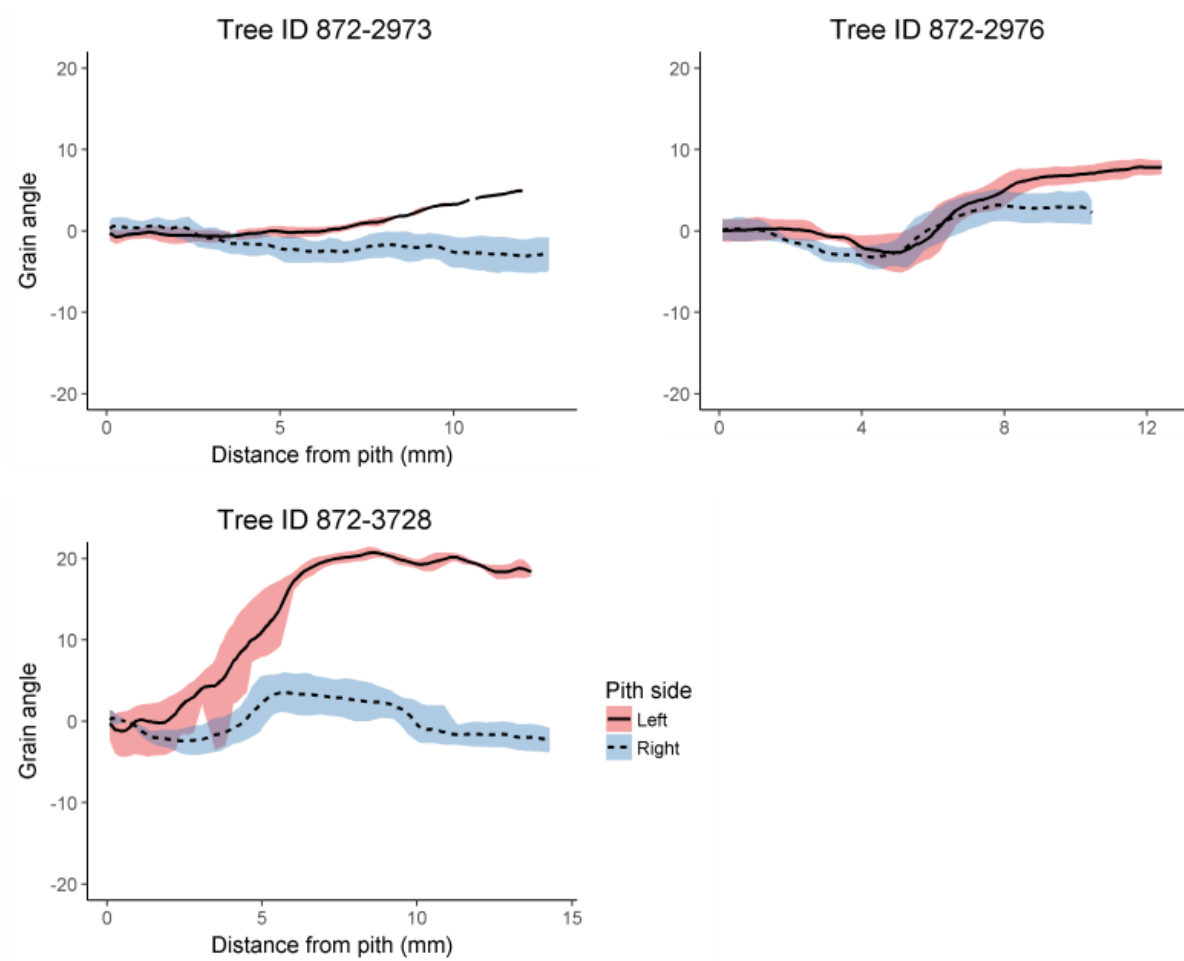 Tree ID 872-2973
Tree ID 872-2976
20
10
0
-10
-20
Grain angle
0 5 10
Distance from pith (mm)
20
10
0
-10
-20
0 4 8 12
Tree ID 872-3728
20
10
0
-10
-20
Grain angle
0 5 10 15
Distance from pith (mm)
Pith side
Left
Right